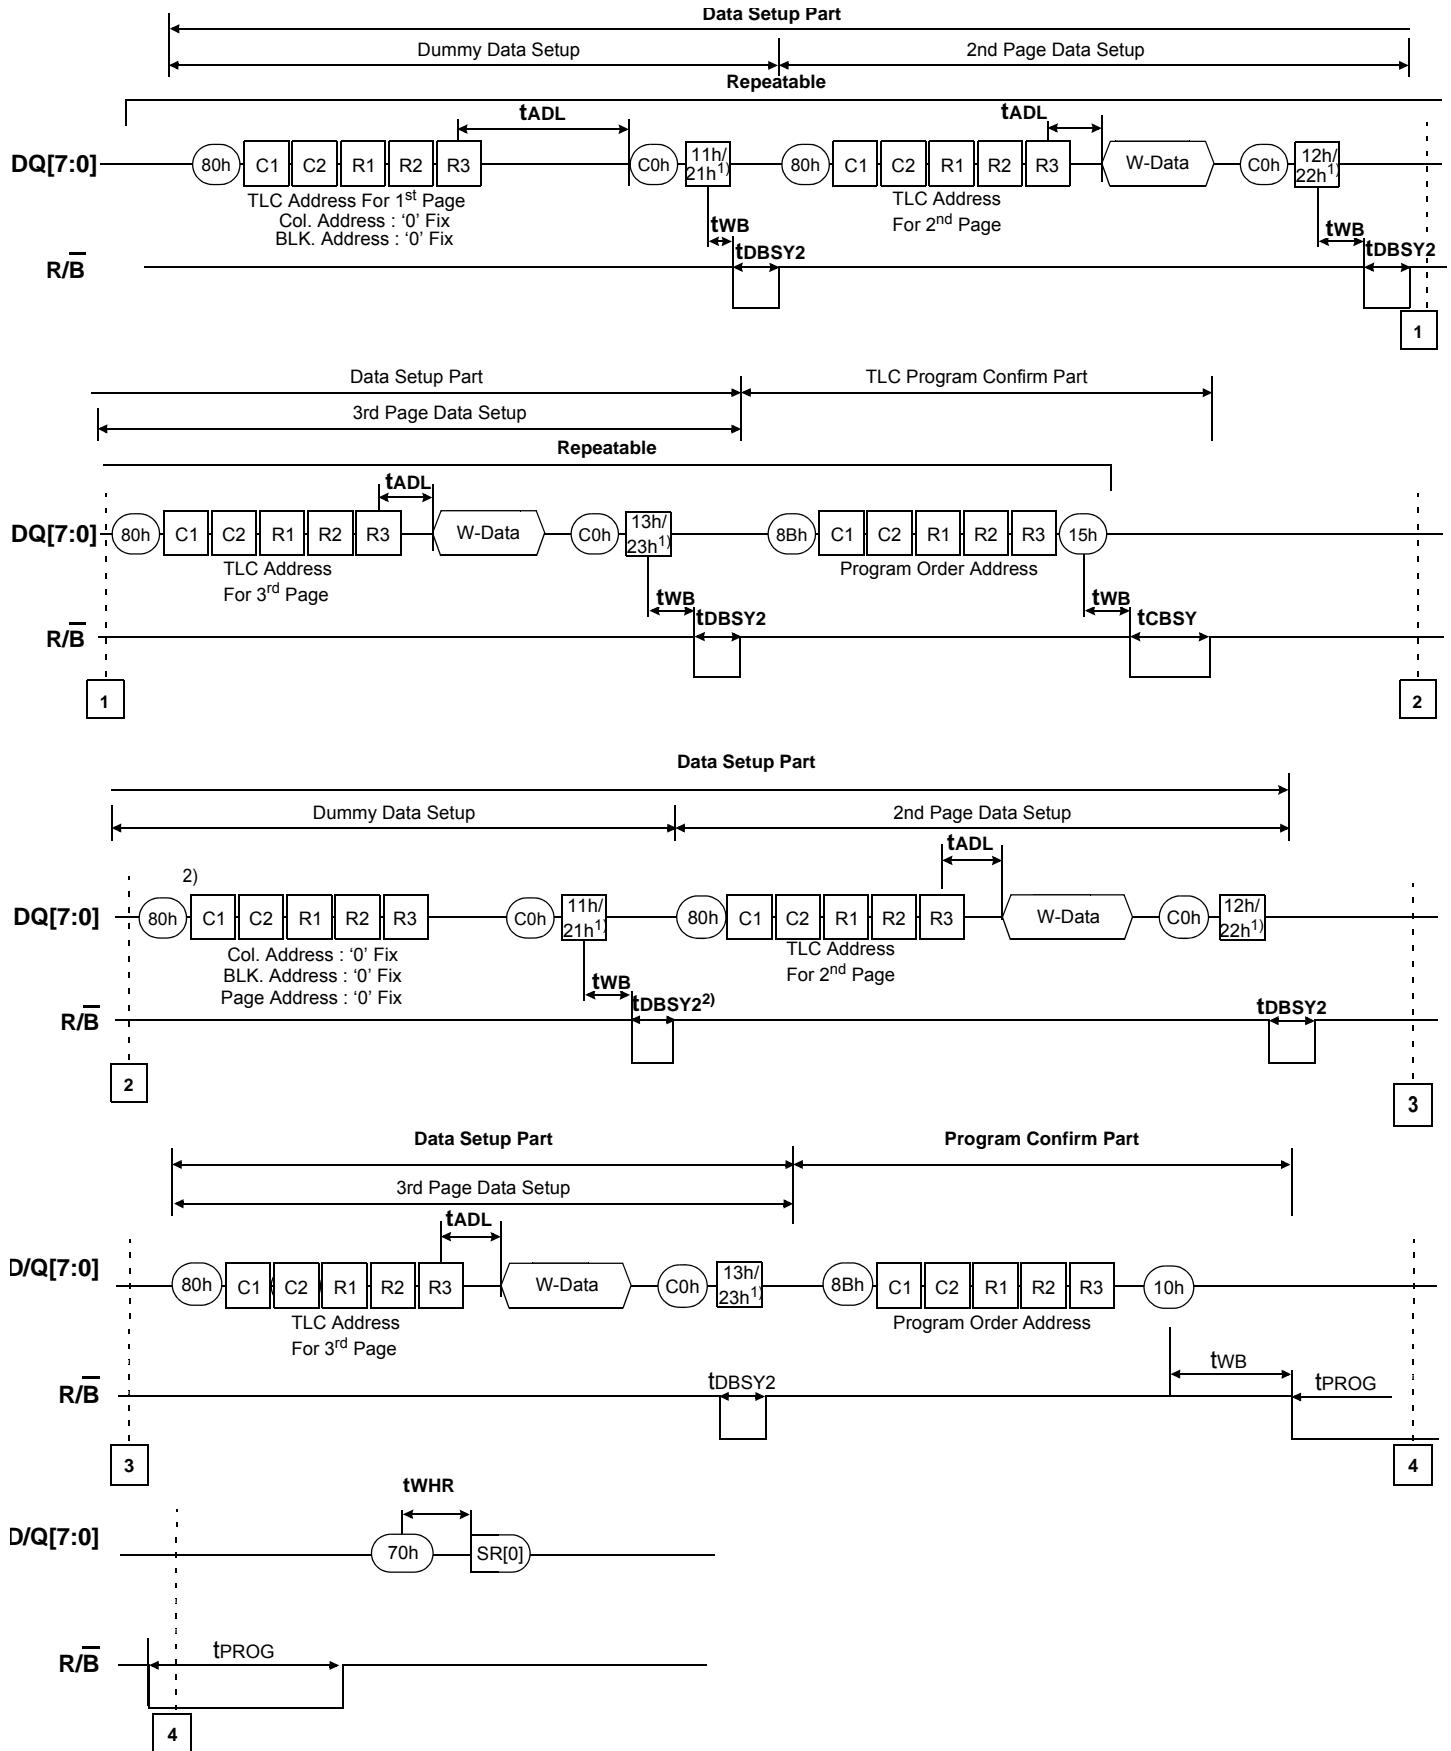 Data Setup Part
Dummy Data Setup 2nd Page Data Setup
Repeatable
tADL tADL
DQ[7:0] 80h C1 C2 R1 R2 R3 C0h 11h/ 21h1) 80h C1 C2 R1 R2 R3 W-Data C0h 12h/ 22h1)
TLC Address For 1st Page TLC Address
Col. Address : ‘0’ Fix For 2nd Page
BLK. Address : ‘0’ Fix
tWB tWB
R/B tDBSY2 tDBSY2
1
Data Setup Part TLC Program Confirm Part
3rd Page Data Setup
Repeatable
tADL
DQ[7:0] 80h C1 C2 R1 R2 R3 W-Data C0h 13h/ 23h1) 8Bh C1 C2 R1 R2 R3 15h
TLC Address Program Order Address
For 3rd Page
tWB tWB
R/B tDBSY2 tCBSY
1 2
Data Setup Part
Dummy Data Setup 2nd Page Data Setup
tADL
2)
DQ[7:0] 80h C1 C2 R1 R2 R3 C0h 11h/ 21h1) 80h C1 C2 R1 R2 R3 W-Data C0h 12h/ 22h1)
Col. Address : ‘0’ Fix TLC Address
BLK. Address : ‘0’ Fix For 2nd Page
Page Address : ‘0’ Fix
tWB
R/B tDBSY22) tDBSY2
2 3
Data Setup Part Program Confirm Part
3rd Page Data Setup
tADL
D/Q[7:0] 80h C1 C2 R1 R2 R3 W-Data C0h 13h/ 23h1) 8Bh C1 C2 R1 R2 R3 10h
TLC Address Program Order Address
For 3rd Page
tWB
R/B tDBSY2 tPROG
3 4
tWHR
D/Q[7:0] 70h SR[0]
R/B tPROG
4